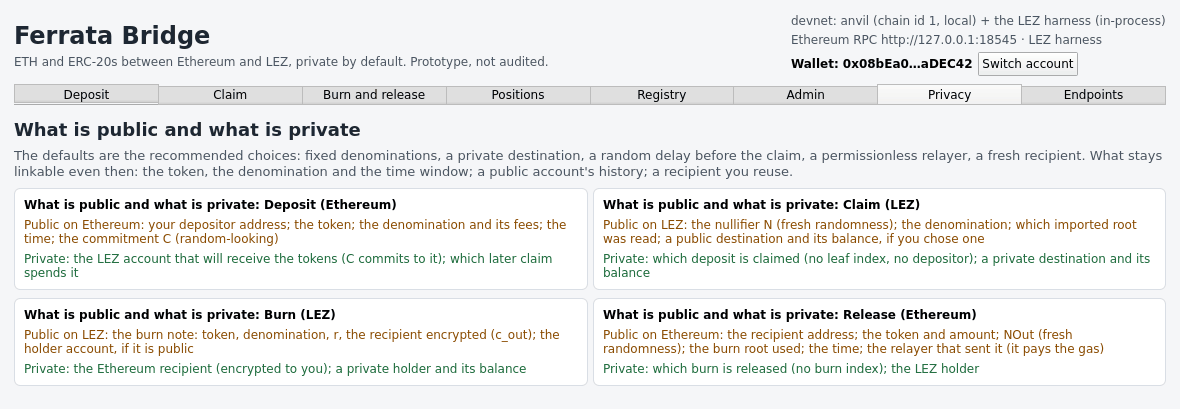 Ferrata Bridge
ETH and ERC-20s between Ethereum and LEZ, private by default. Prototype, not audited.
devnet: anvil (chain id 1, local) + the LEZ harness (in-process)
Ethereum RPC http://127.0.0.1:18545 · LEZ harness
Wallet: 0x08bEa0…aDEC42 Switch account
Deposit Claim Burn and release Positions Registry Admin Privacy Endpoints
What is public and what is private
The defaults are the recommended choices: fixed denominations, a private destination, a random delay before the claim, a permissionless relayer, a fresh recipient. What stays
linkable even then: the token, the denomination and the time window; a public account's history; a recipient you reuse.
What is public and what is private: Deposit (Ethereum)
Public on Ethereum: your depositor address; the token; the denomination and its fees; the
time; the commitment C (random-looking)
Private: the LEZ account that will receive the tokens (C commits to it); which later claim
spends it
What is public and what is private: Claim (LEZ)
Public on LEZ: the nullifier N (fresh randomness); the denomination; which imported root
was read; a public destination and its balance, if you chose one
Private: which deposit is claimed (no leaf index, no depositor); a private destination and its
balance
What is public and what is private: Burn (LEZ)
Public on LEZ: the burn note: token, denomination, r, the recipient encrypted (c_out); the
holder account, if it is public
Private: the Ethereum recipient (encrypted to you); a private holder and its balance
What is public and what is private: Release (Ethereum)
Public on Ethereum: the recipient address; the token and amount; NOut (fresh
randomness); the burn root used; the time; the relayer that sent it (it pays the gas)
Private: which burn is released (no burn index); the LEZ holder